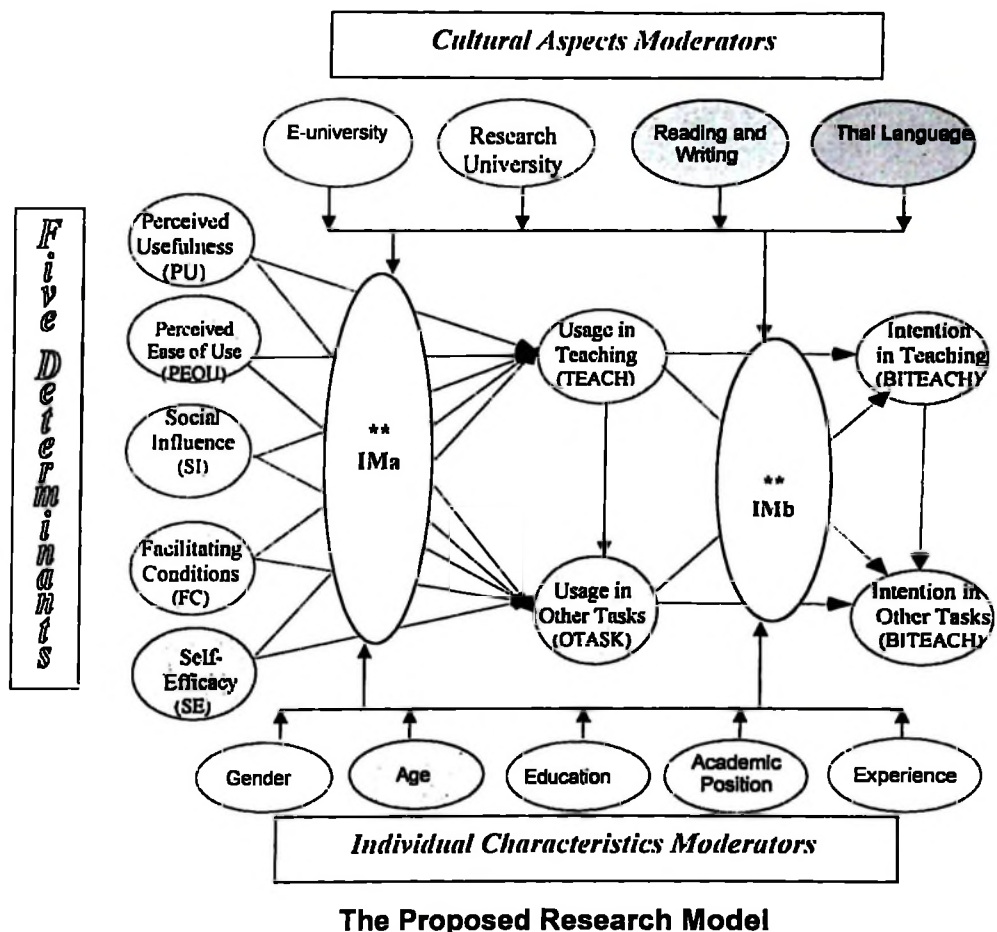 Cultural Aspects Moderators
E-university
Research
University
Reading and
Writing
Thai Language
Five Determinants
Perceived
Usefulness
(PU)
Perceived
Ease of Use
(PEOU)
Social
Influence
(SI)
Facilitating
Conditions
(FC)
Self-
Efficacy
(SE)
**
IMa
Usage in
Teaching
(TEACH)
Usage in
Other Tasks
(OTASK)
**
IMb
Intention
in Teaching
(BITEACH)
Intention in
Other Tasks
(BITEACH)
Gender
Age
Education
Academic
Position
Experience
Individual Characteristics Moderators
The Proposed Research Model